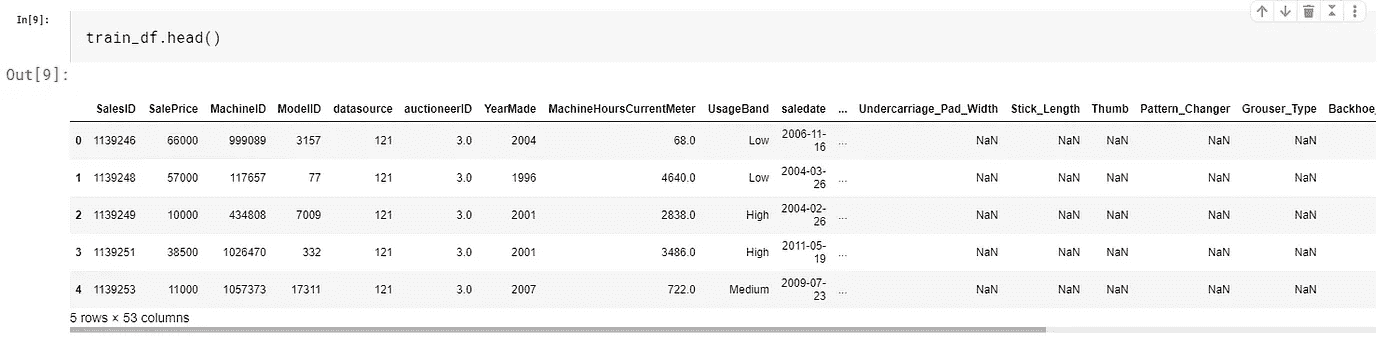 In[9]:
train_df.head()
Out[9]:
SalesID SalePrice MachineID ModelID datasource auctioneerID YearMade MachineHoursCurrentMeter UsageBand saledate ... Undercarriage_Pad_Width Stick_Length Thumb Pattern_Changer Grouser_Type Backhoe_
0 1139246 66000 999089 3157 121 3.0 2004 68.0 Low 2006-11-16 ... NaN NaN NaN NaN NaN
1 1139248 57000 117657 77 121 3.0 1996 4640.0 Low 2004-03-26 ... NaN NaN NaN NaN NaN
2 1139249 10000 434808 7009 121 3.0 2001 2838.0 High 2004-02-26 ... NaN NaN NaN NaN NaN
3 1139251 38500 1026470 332 121 3.0 2001 3486.0 High 2011-05-19 ... NaN NaN NaN NaN NaN
4 1139253 11000 1057373 17311 121 3.0 2007 722.0 Medium 2009-07-23 ... NaN NaN NaN NaN NaN
5 rows × 53 columns